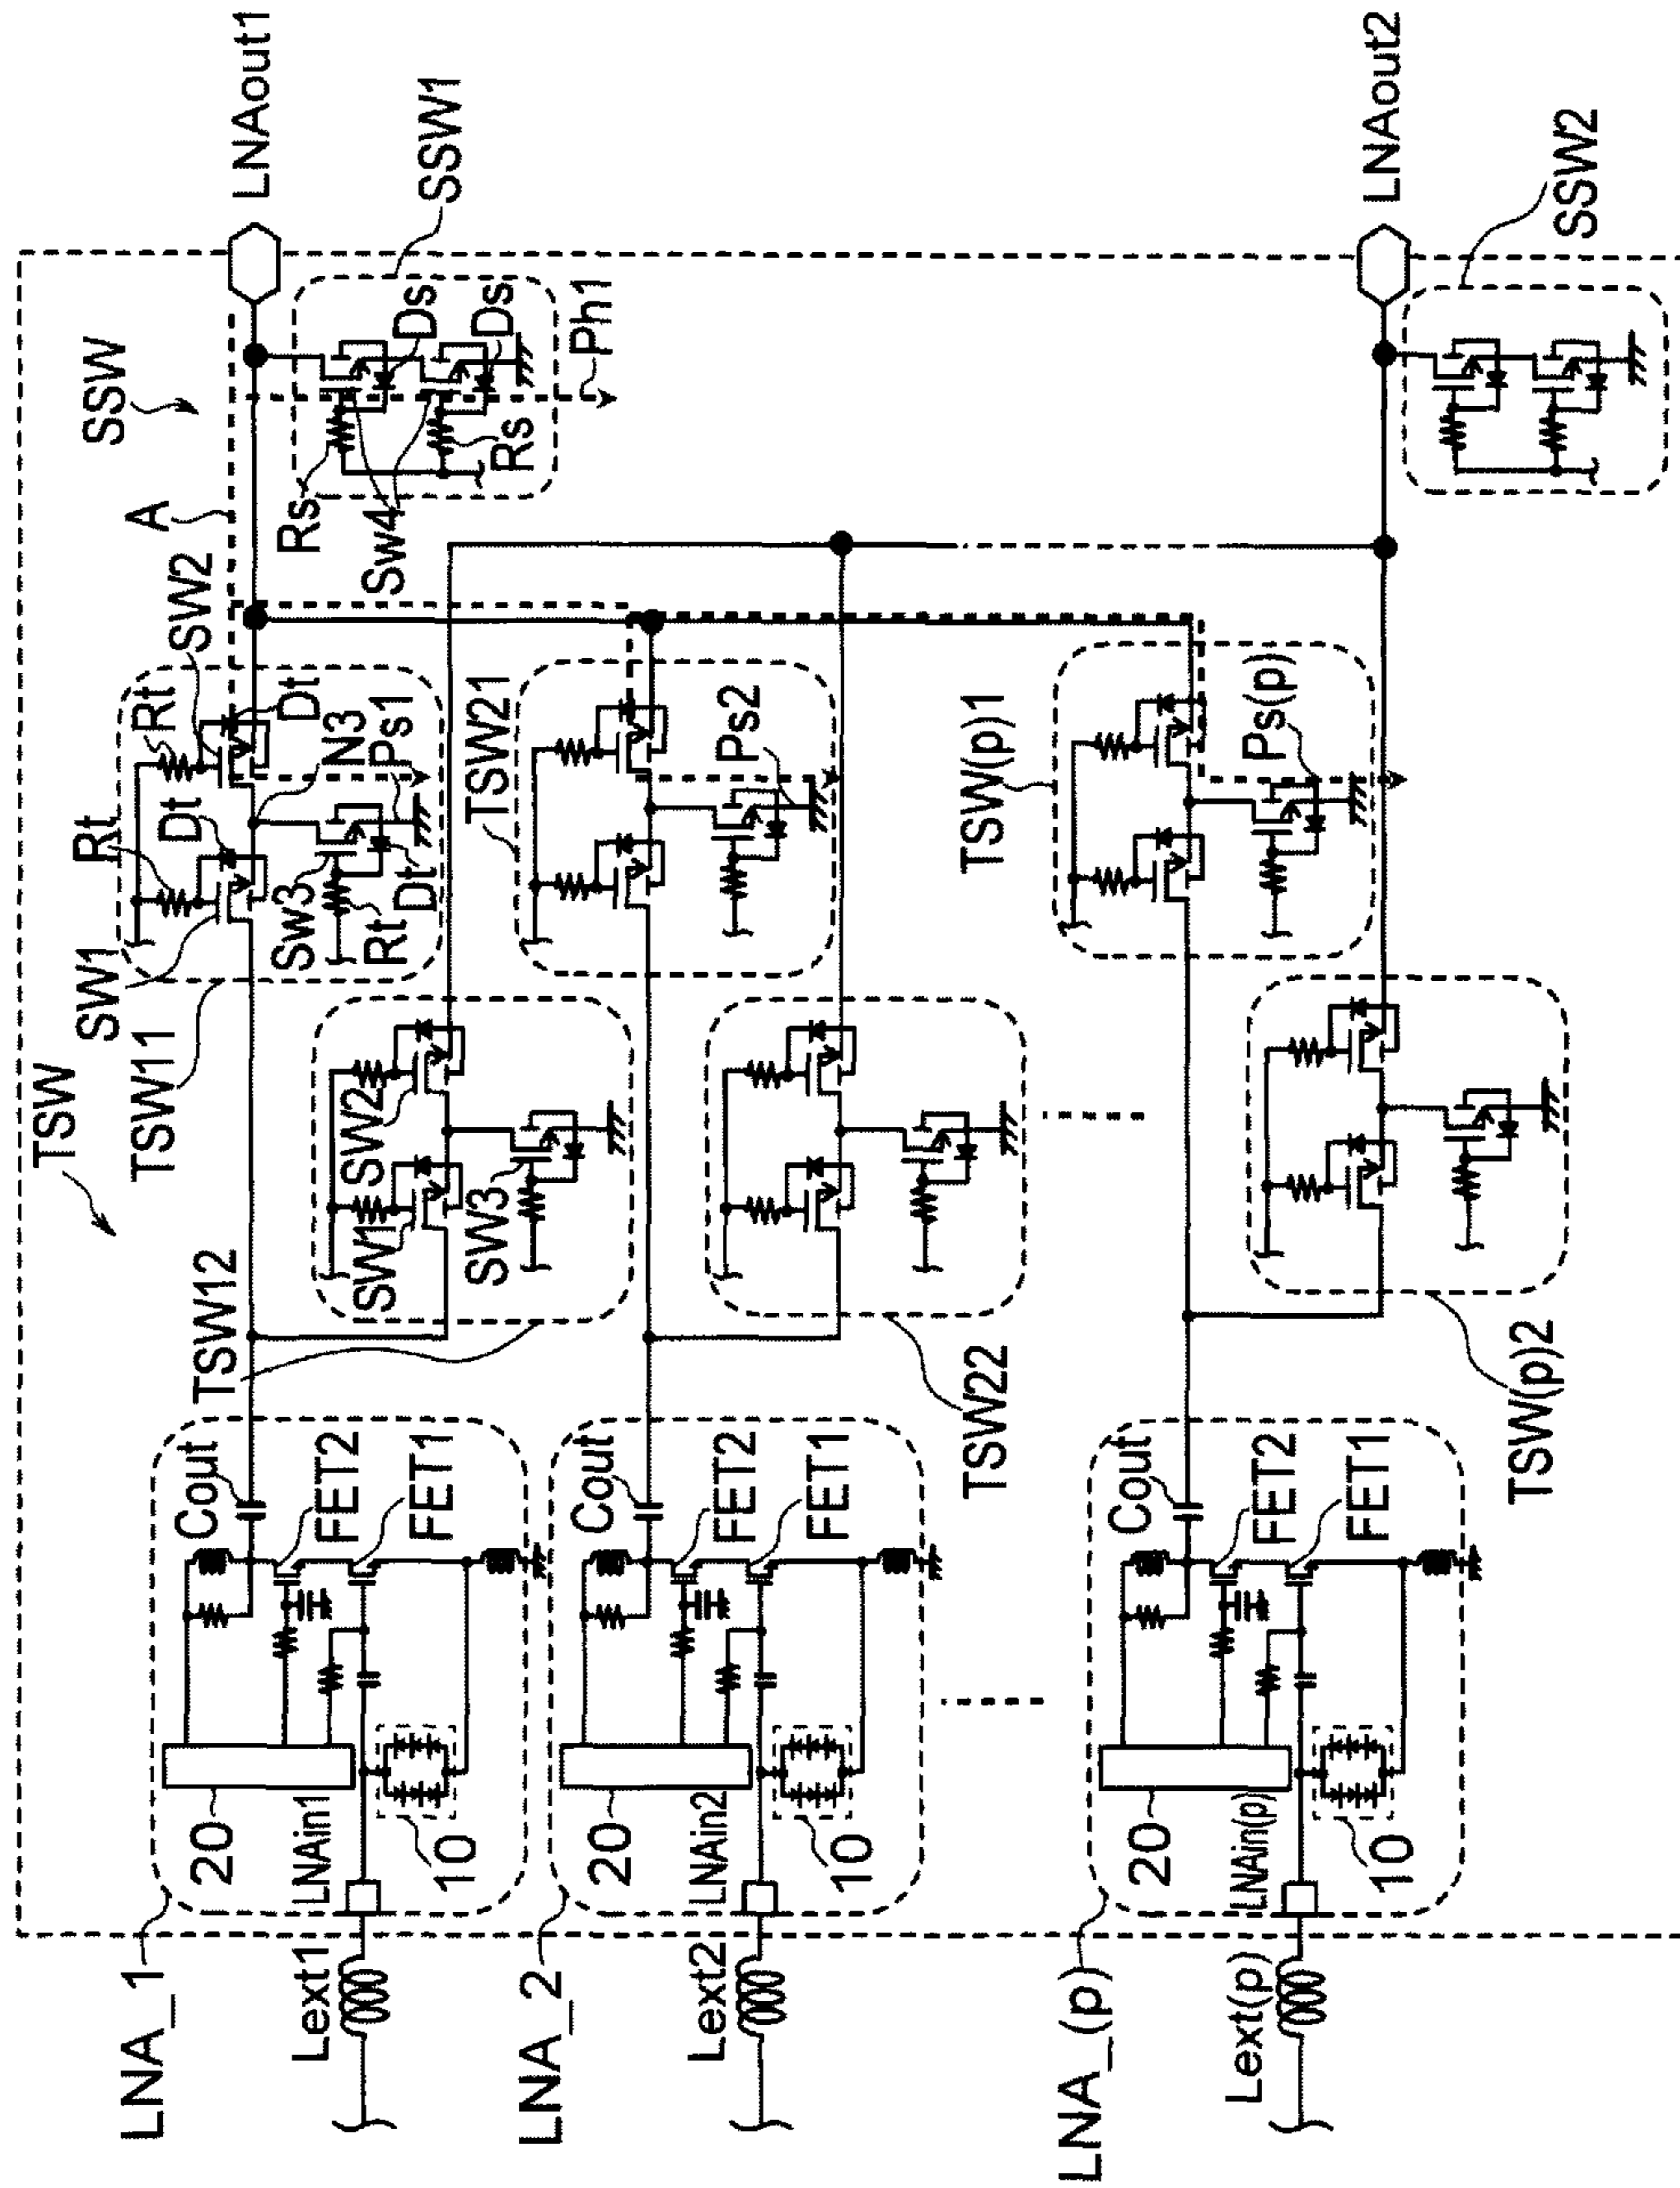 TSW
SSW
TSW11
SW1
Rt
Dt
Rt
SW2
Dt
N3
Ps1
Sw3
Rt
Dt
A
LNAout1
SSW1
Rs
Sw4
Rs
Ds
Ds
Ph1
TSW12
SW1
SW2
SW3
TSW21
Ps2
TSW22
TSW(p)1
Ps(p)
TSW(p)2
LNAout2
SSW2
LNA_1
Lext1
20
LNAin1
10
Cout
FET2
FET1
LNA_2
Lext2
20
LNAin2
10
Cout
FET2
FET1
LNA_(p)
Lext(p)
20
LNAin(p)
10
Cout
FET2
FET1